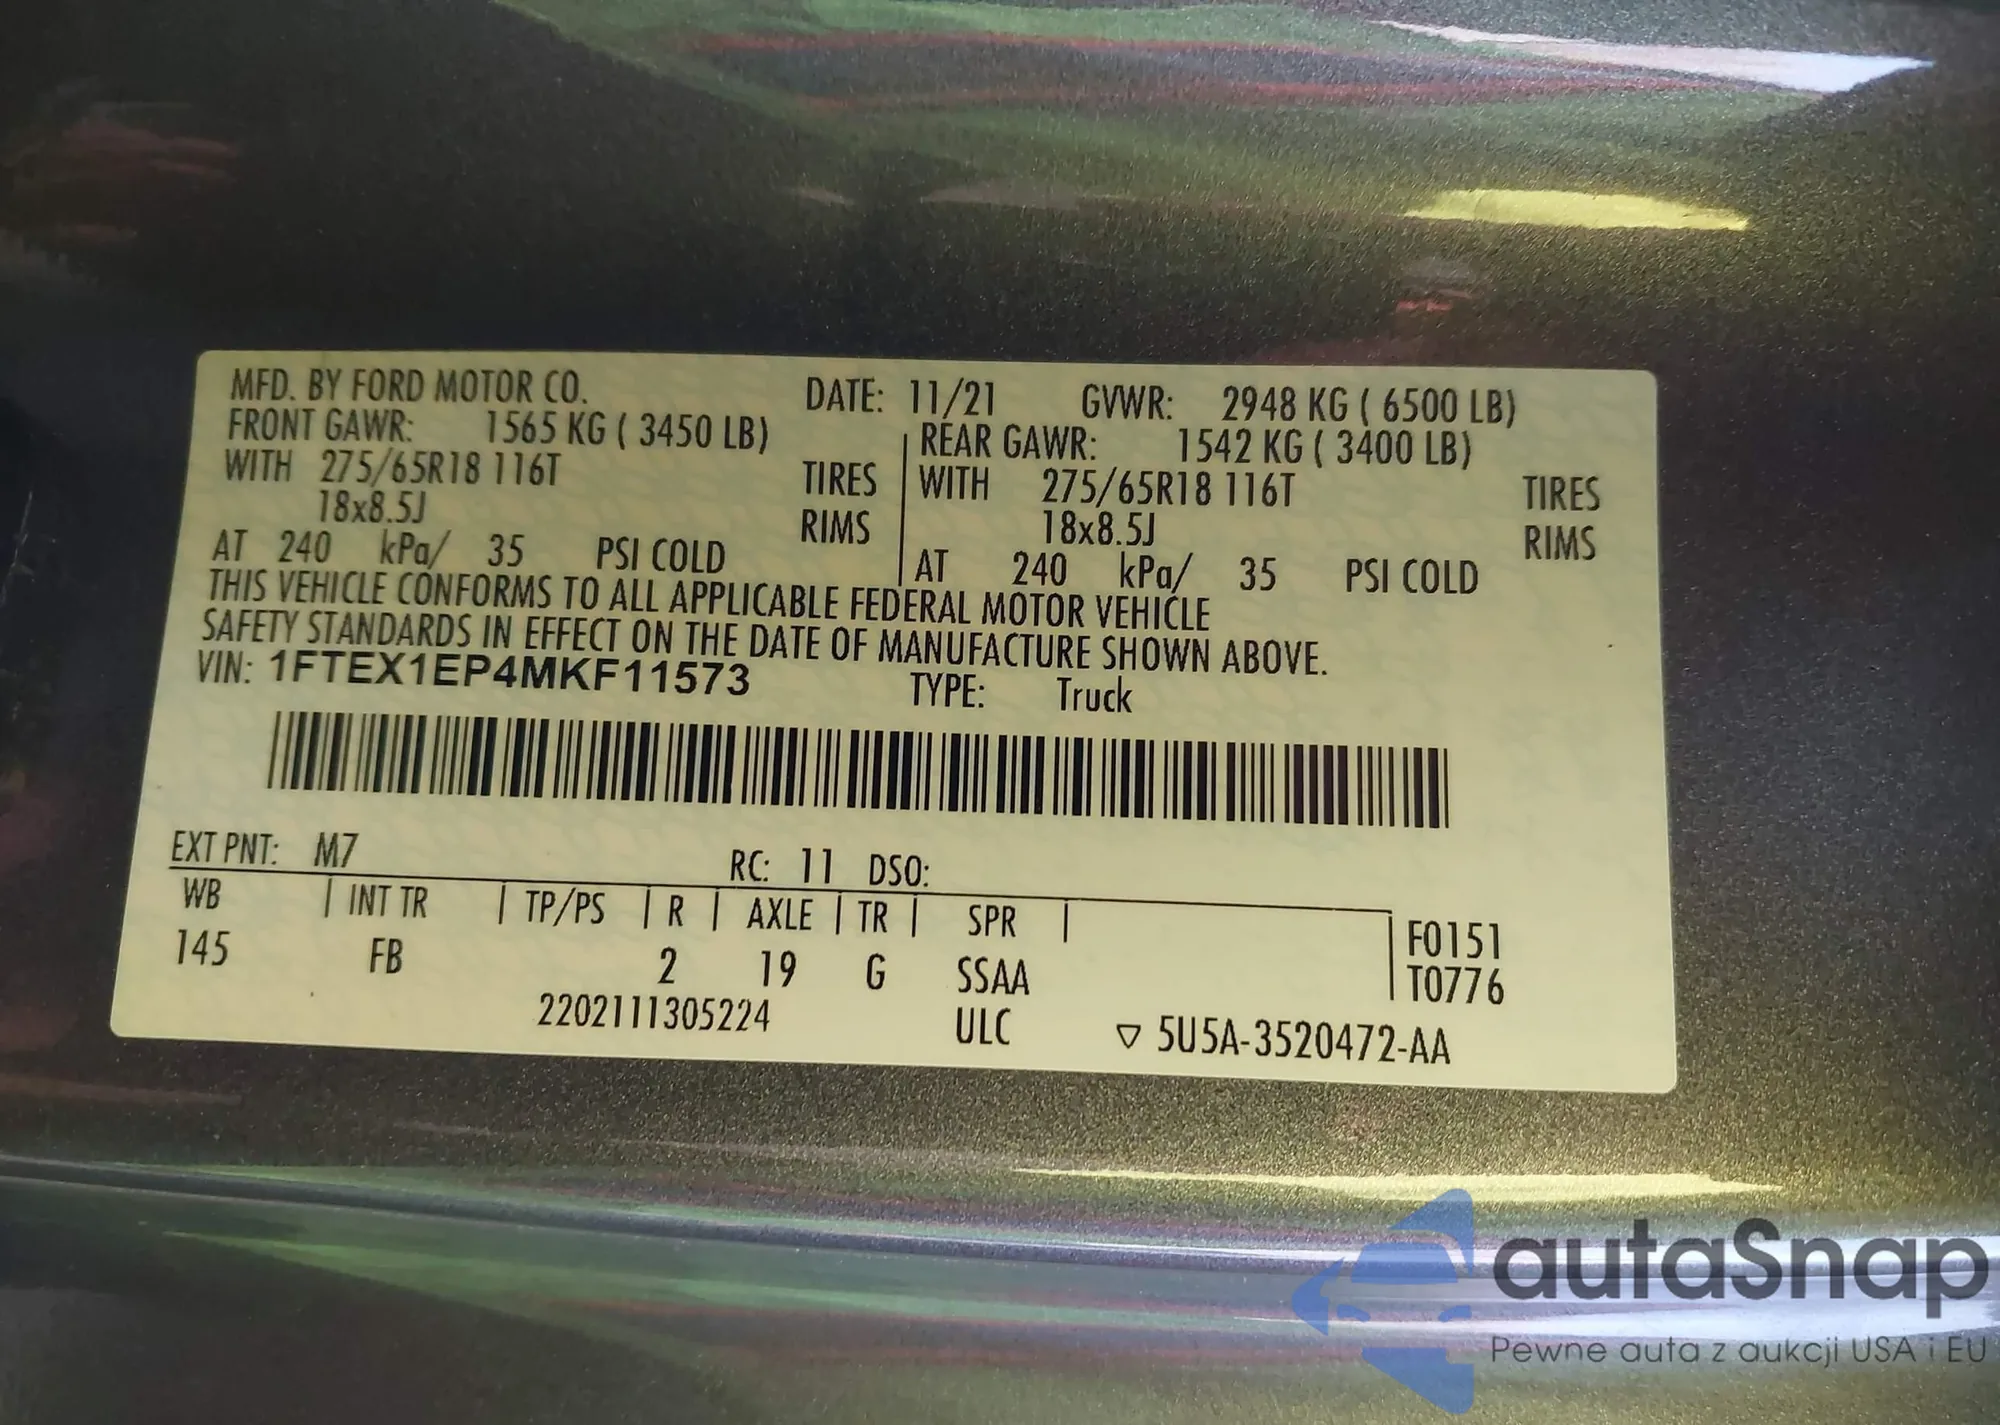 MFD. BY FORD MOTOR CO. DATE: 11/21 GVWR: 2948 KG ( 6500 LB)
FRONT GAWR: 1565 KG ( 3450 LB) REAR GAWR: 1542 KG ( 3400 LB)
WITH 275/65R18 116T TIRES WITH 275/65R18 116T TIRES
18x8.5J RIMS 18x8.5J RIMS
AT 240 kPa/ 35 PSI COLD AT 240 kPa/ 35 PSI COLD
THIS VEHICLE CONFORMS TO ALL APPLICABLE FEDERAL MOTOR VEHICLE
SAFETY STANDARDS IN EFFECT ON THE DATE OF MANUFACTURE SHOWN ABOVE.
VIN: 1FTEX1EP4MKF11573 TYPE: Truck
EXT PNT: M7 RC: 11 DSO:
WB | INT TR | TP/PS | R | AXLE | TR | SPR | F0151
145 FB 2 19 G SSAA T0776
2202111305224 ULC ▽ 5U5A-3520472-AA
autaSnap
Pewne auta z aukcji USA i EU